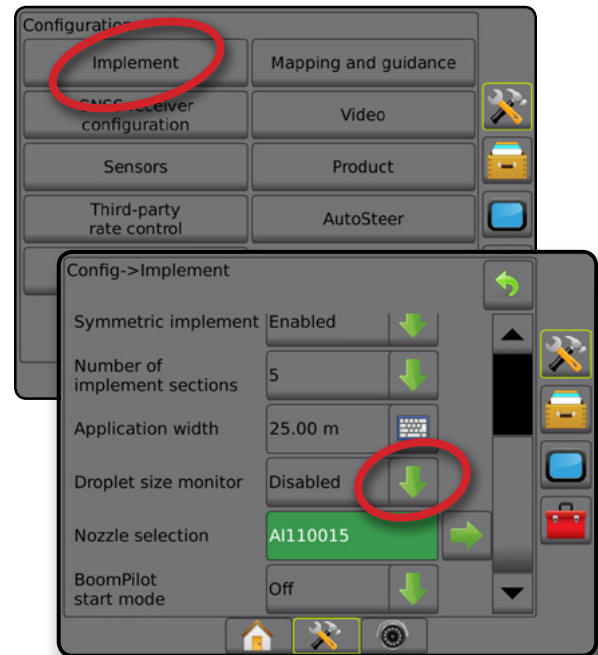 Configuration
Implement
Mapping and guidance
GNSS receiver
configuration
Video
Sensors
Product
Third-party
rate control
AutoSteer
Config->Implement
Symmetric implement
Enabled
Number of
implement sections
5
Application width
25.00 m
Droplet size monitor
Disabled
Nozzle selection
AI110015
BoomPilot
start mode
Off